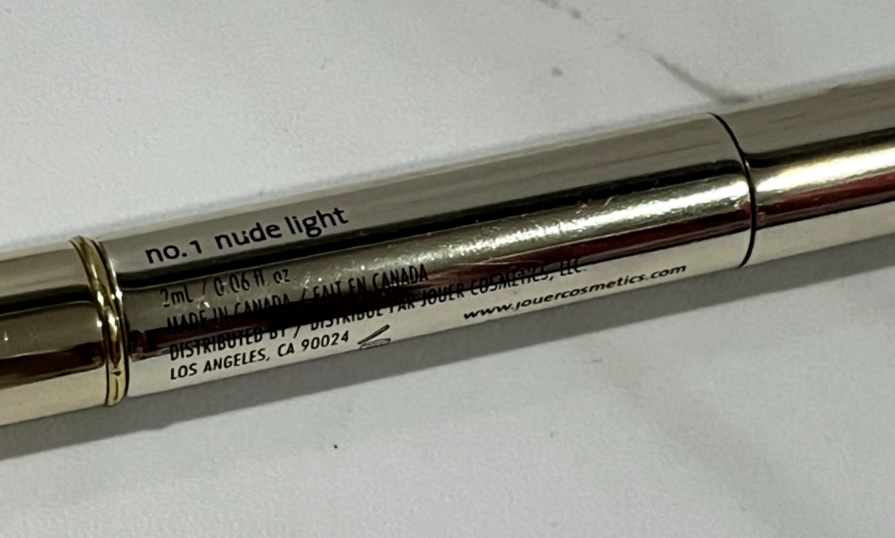 no.1 nude light
2mL / 0.06 fl. oz
MADE IN CANADA / FAIT EN CANADA
DISTRIBUTED BY / DISTRIBUÉ PAR JOUER COSMETICS, LLC.
LOS ANGELES, CA 90024
www.jouercosmetics.com